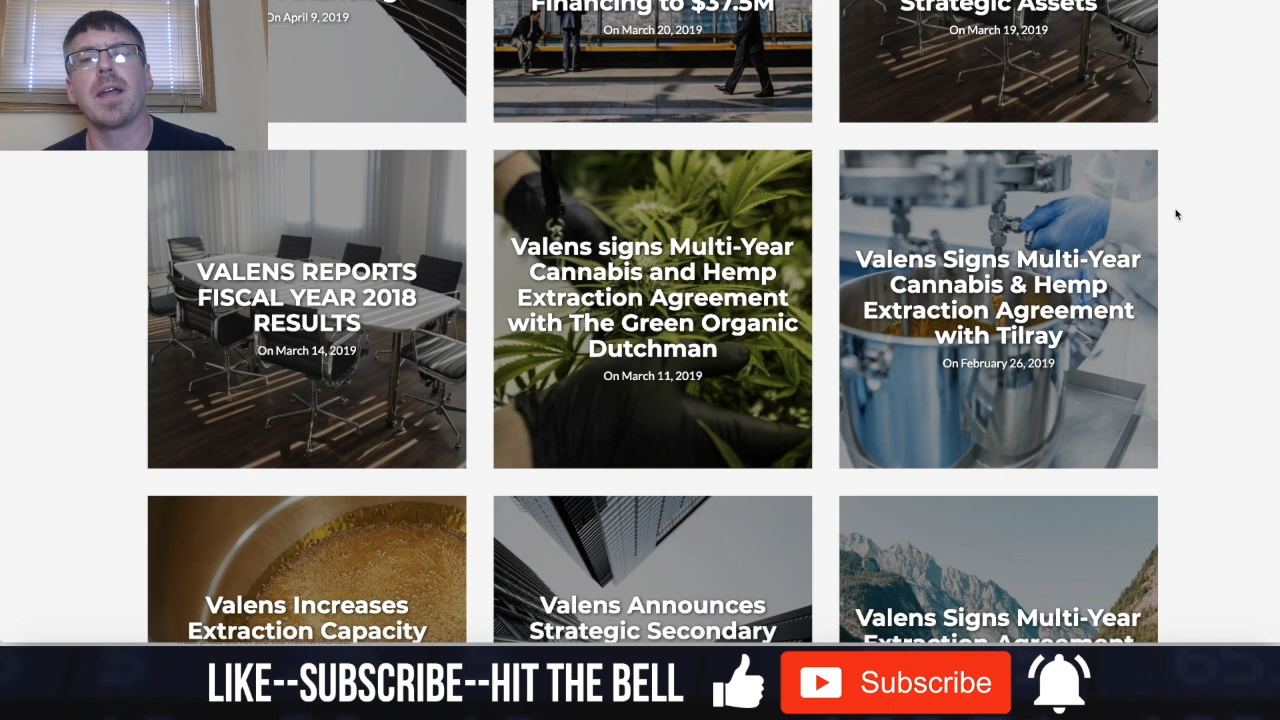 On April 9, 2019
Financing to $37.5M
On March 20, 2019
Strategic Assets
On March 19, 2019
VALENS REPORTS
FISCAL YEAR 2018
RESULTS
On March 14, 2019
Valens signs Multi-Year
Cannabis and Hemp
Extraction Agreement
with The Green Organic
Dutchman
On March 11, 2019
Valens Signs Multi-Year
Cannabis & Hemp
Extraction Agreement
with Tilray
On February 26, 2019
Valens Increases
Extraction Capacity
Valens Announces
Strategic Secondary
Valens Signs Multi-Year
Extraction Agreement
LIKE--SUBSCRIBE--HIT THE BELL
Subscribe